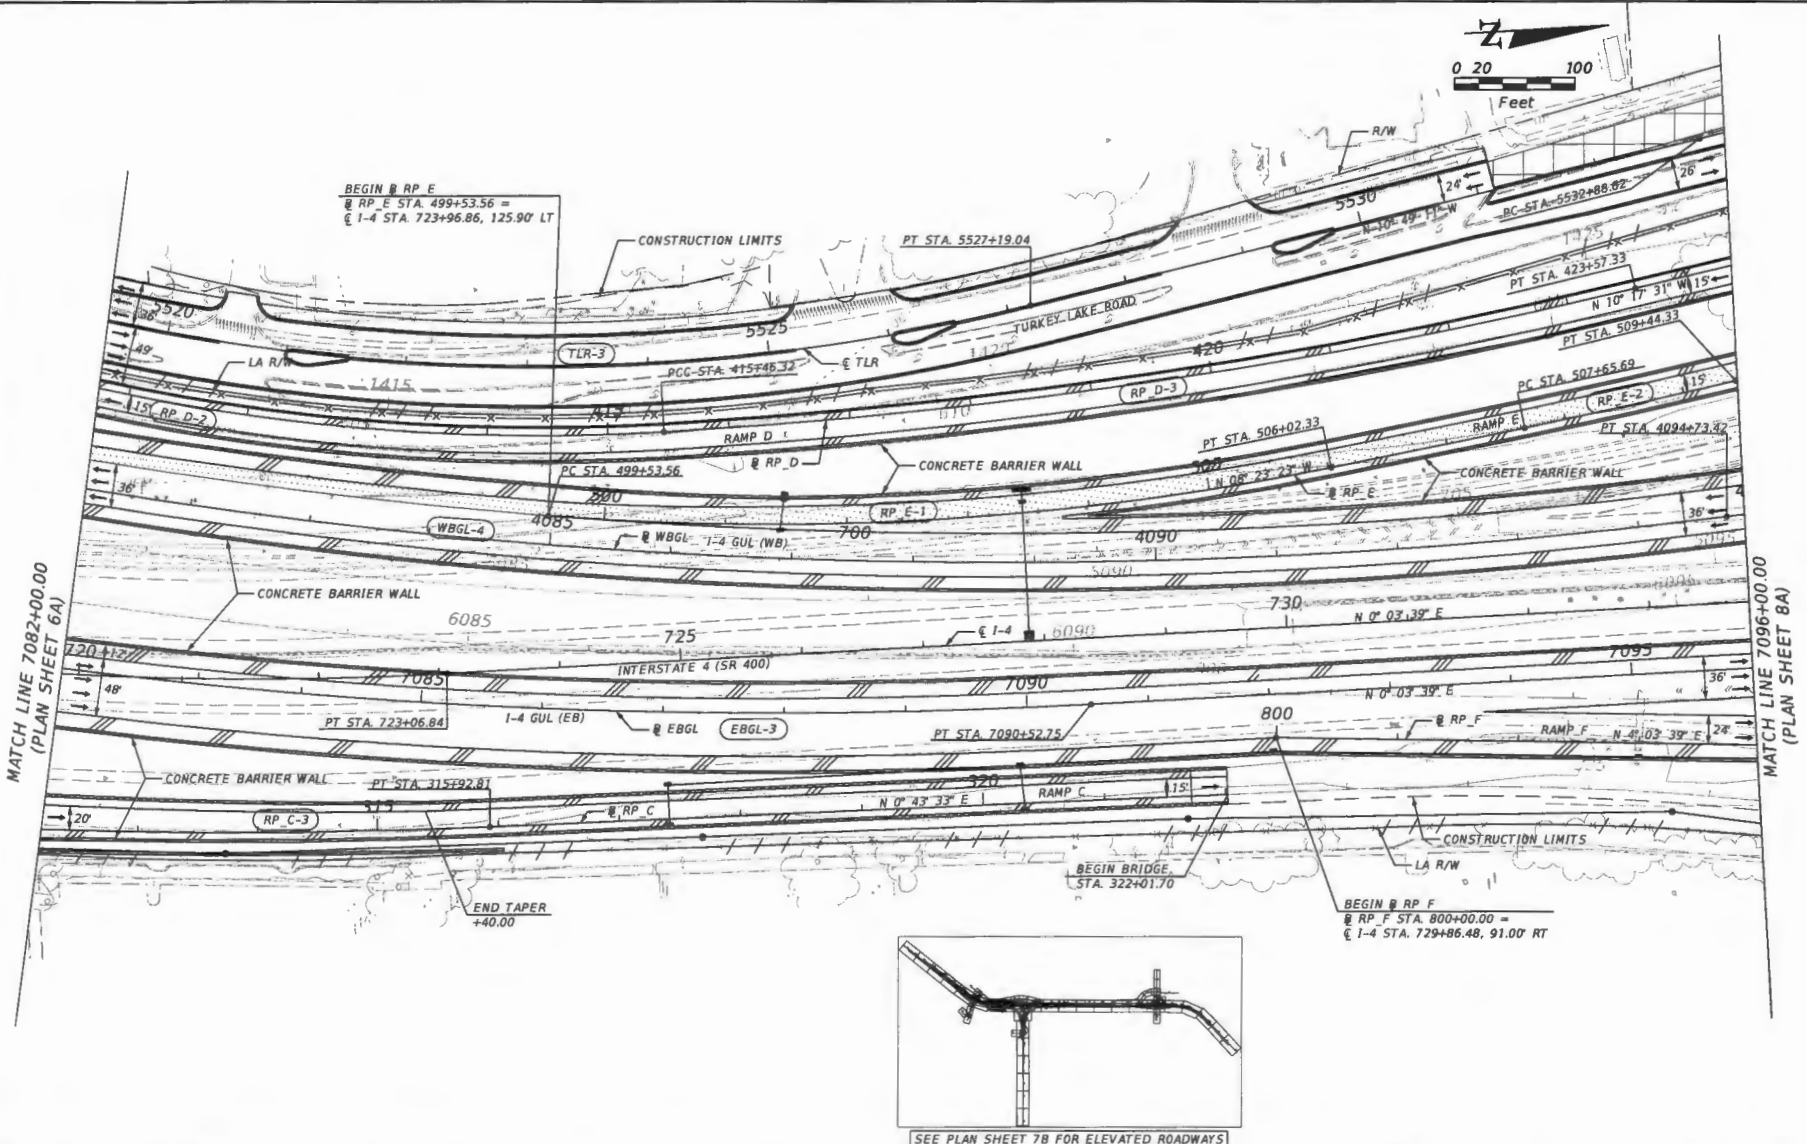 Z
0 20 100
Feet
R/W
BEGIN ⅊ RP_E
⅊ RP_E STA. 499+53.56 =
℄ I-4 STA. 723+96.86, 125.90' LT
CONSTRUCTION LIMITS
PT STA. 5527+19.04
24'
26'
5530
N 10° 49' 11" W
PC STA. 5532+88.62
1425
PT STA. 423+57.33
N 10° 17' 31" W
15'
PT STA. 509+44.33
5520
36'
49'
5525
TURKEY LAKE ROAD
TLR-3
℄ TLR
LA R/W
1415
PCC STA. 415+46.32
1420
420
RP_D-3
PC STA. 507+65.69
15'
RP_E-2
15'
RP_D-2
415
RAMP D
⅊ RP_D
PT STA. 506+02.33
RAMP E
PT STA. 4094+73.42
CONCRETE BARRIER WALL
505
N 08° 23' 23" W
CONCRETE BARRIER WALL
⅊ RP_E
PC STA. 499+53.56
36'
500
RP_E-1
705
36'
WBGL-4
4085
700
4090
⅊ WBGL
I-4 GUL (WB)
5085
5090
5095
CONCRETE BARRIER WALL
MATCH LINE 7082+00.00
(PLAN SHEET 6A)
MATCH LINE 7096+00.00
(PLAN SHEET 8A)
6085
725
℄ I-4
6090
730
N 0° 03' 39" E
720
INTERSTATE 4 (SR 400)
7085
7090
7095
48'
36'
N 0° 03' 39" E
I-4 GUL (EB)
PT STA. 723+06.84
⅊ EBGL
EBGL-3
PT STA. 7090+52.75
800
⅊ RP_F
RAMP F
N 4° 03' 39" E
24'
CONCRETE BARRIER WALL
PT STA. 315+92.81
315
320
RAMP C
15'
20'
RP_C-3
⅊ RP_C
N 0° 43' 33" E
CONSTRUCTION LIMITS
LA R/W
BEGIN BRIDGE
STA. 322+01.70
END TAPER
+40.00
BEGIN ⅊ RP_F
⅊ RP_F STA. 800+00.00 =
℄ I-4 STA. 729+86.48, 91.00' RT
SEE PLAN SHEET 7B FOR ELEVATED ROADWAYS